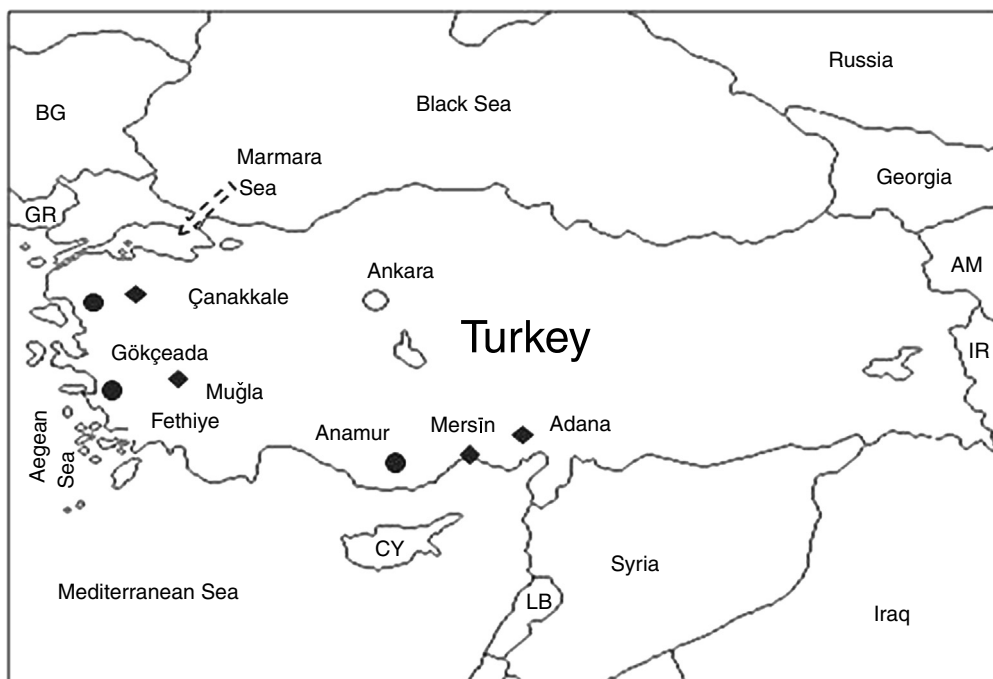 Russia
Black Sea
BG
Marmara
Sea
Georgia
GR
AM
Ankara
Çanakkale
Turkey
IR
Gökçeada
Muğla
Fethiye
Aegean
Sea
Anamur
Mersīn
Adana
CY
Syria
Mediterranean Sea
LB
Iraq